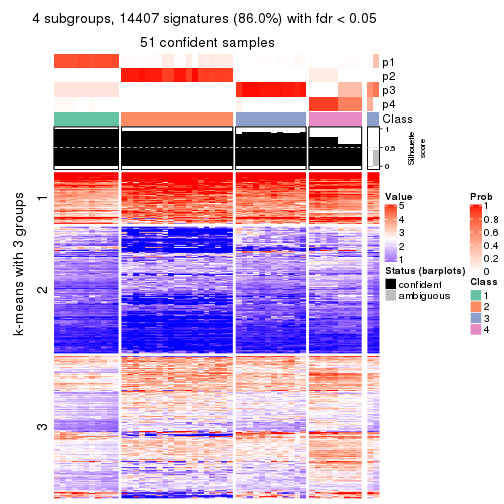 4 subgroups, 14407 signatures (86.0%) with fdr < 0.05
51 confident samples
p1
p2
p3
p4
Class
1
0.5
0
Silhouette
score
k-means with 3 groups
1
2
3
Value
5
4
3
2
1
Status (barplots)
confident
ambiguous
Prob
1
0.8
0.6
0.4
0.2
0
Class
1
2
3
4